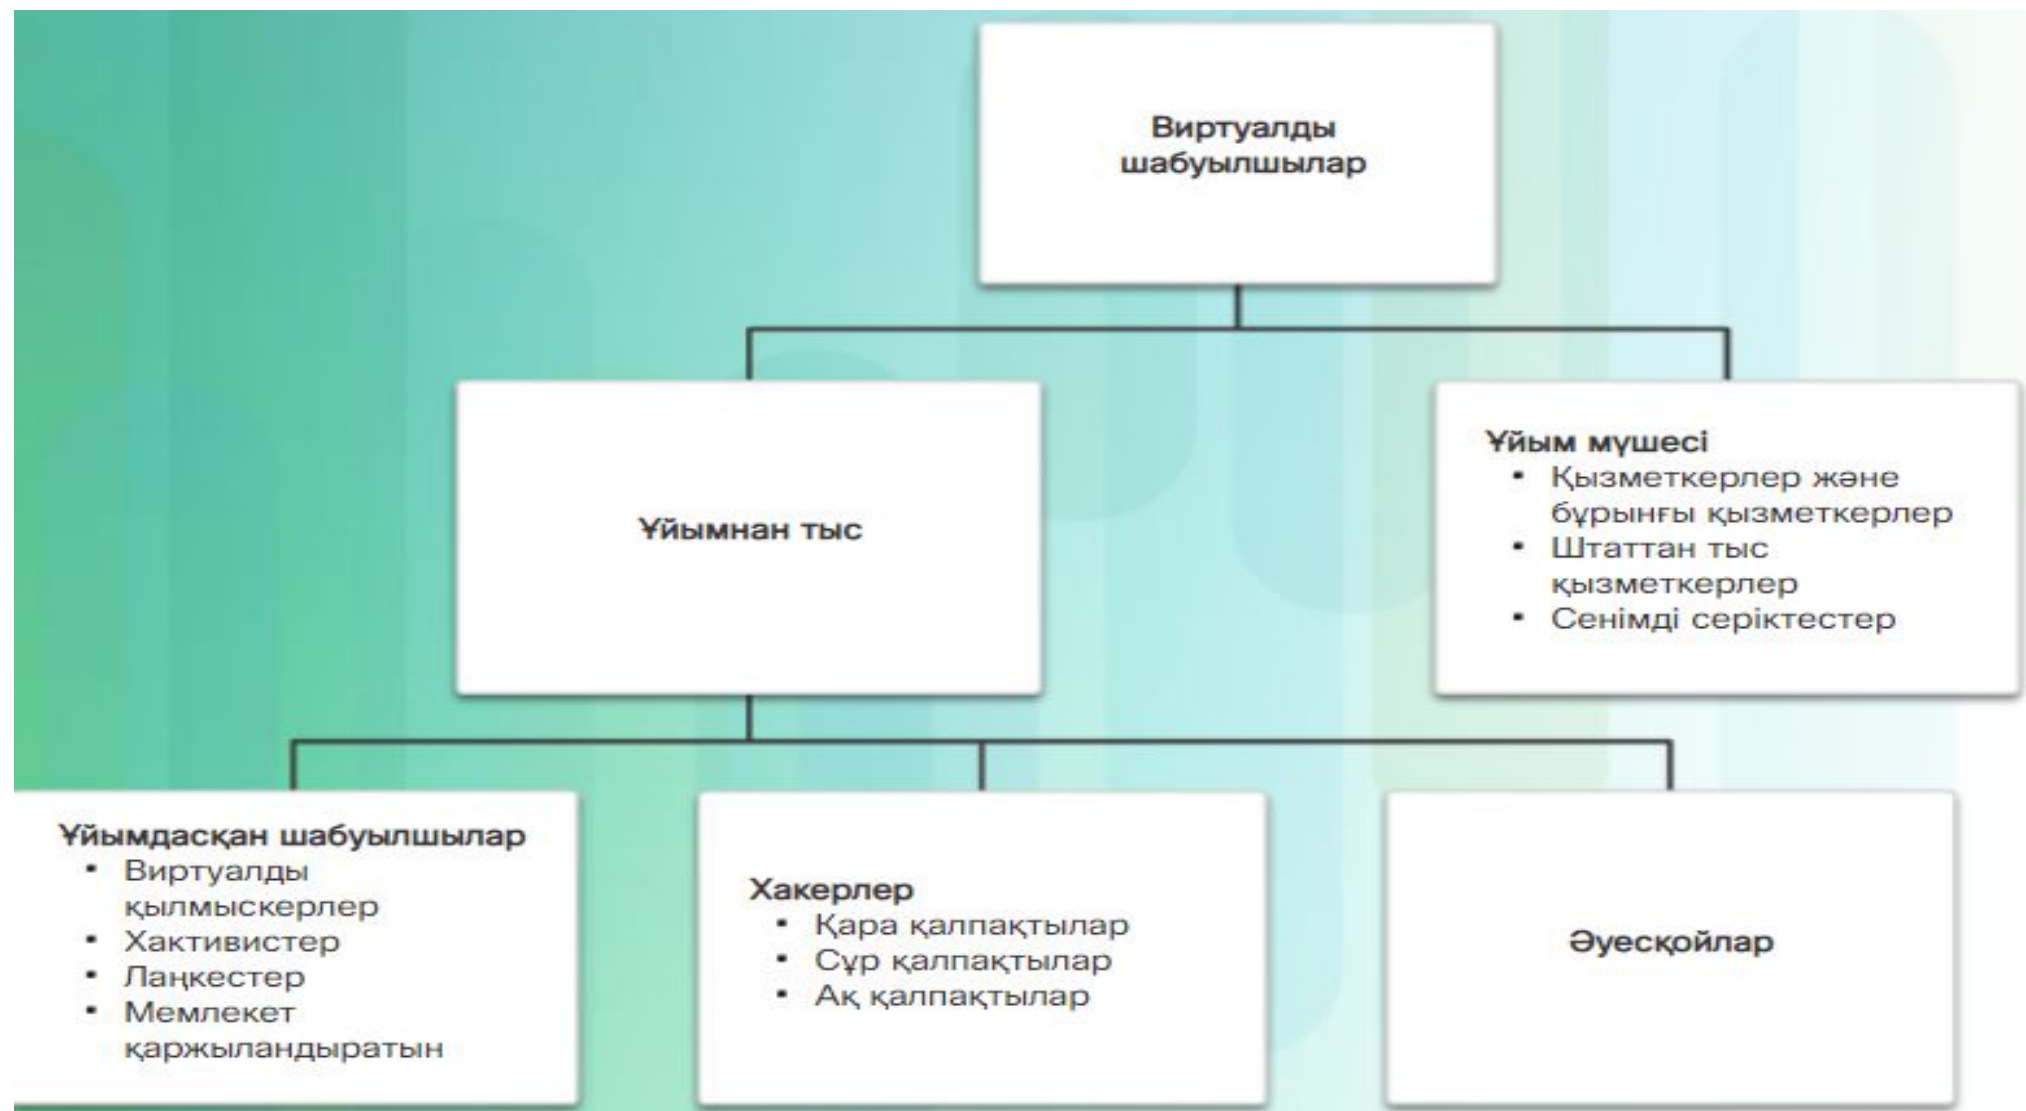 Виртуалды
шабуылшылар
Ұйымнан тыс
Ұйым мүшесі
▪ Қызметкерлер және
бұрынғы қызметкерлер
▪ Штаттан тыс
қызметкерлер
▪ Сенімді серіктестер
Ұйымдасқан шабуылшылар
▪ Виртуалды
қылмыскерлер
▪ Хактивистер
▪ Лаңкестер
▪ Мемлекет
қаржыландыратын
Хакерлер
▪ Қара қалпақтылар
▪ Сұр қалпақтылар
▪ Ақ қалпақтылар
Әуесқойлар